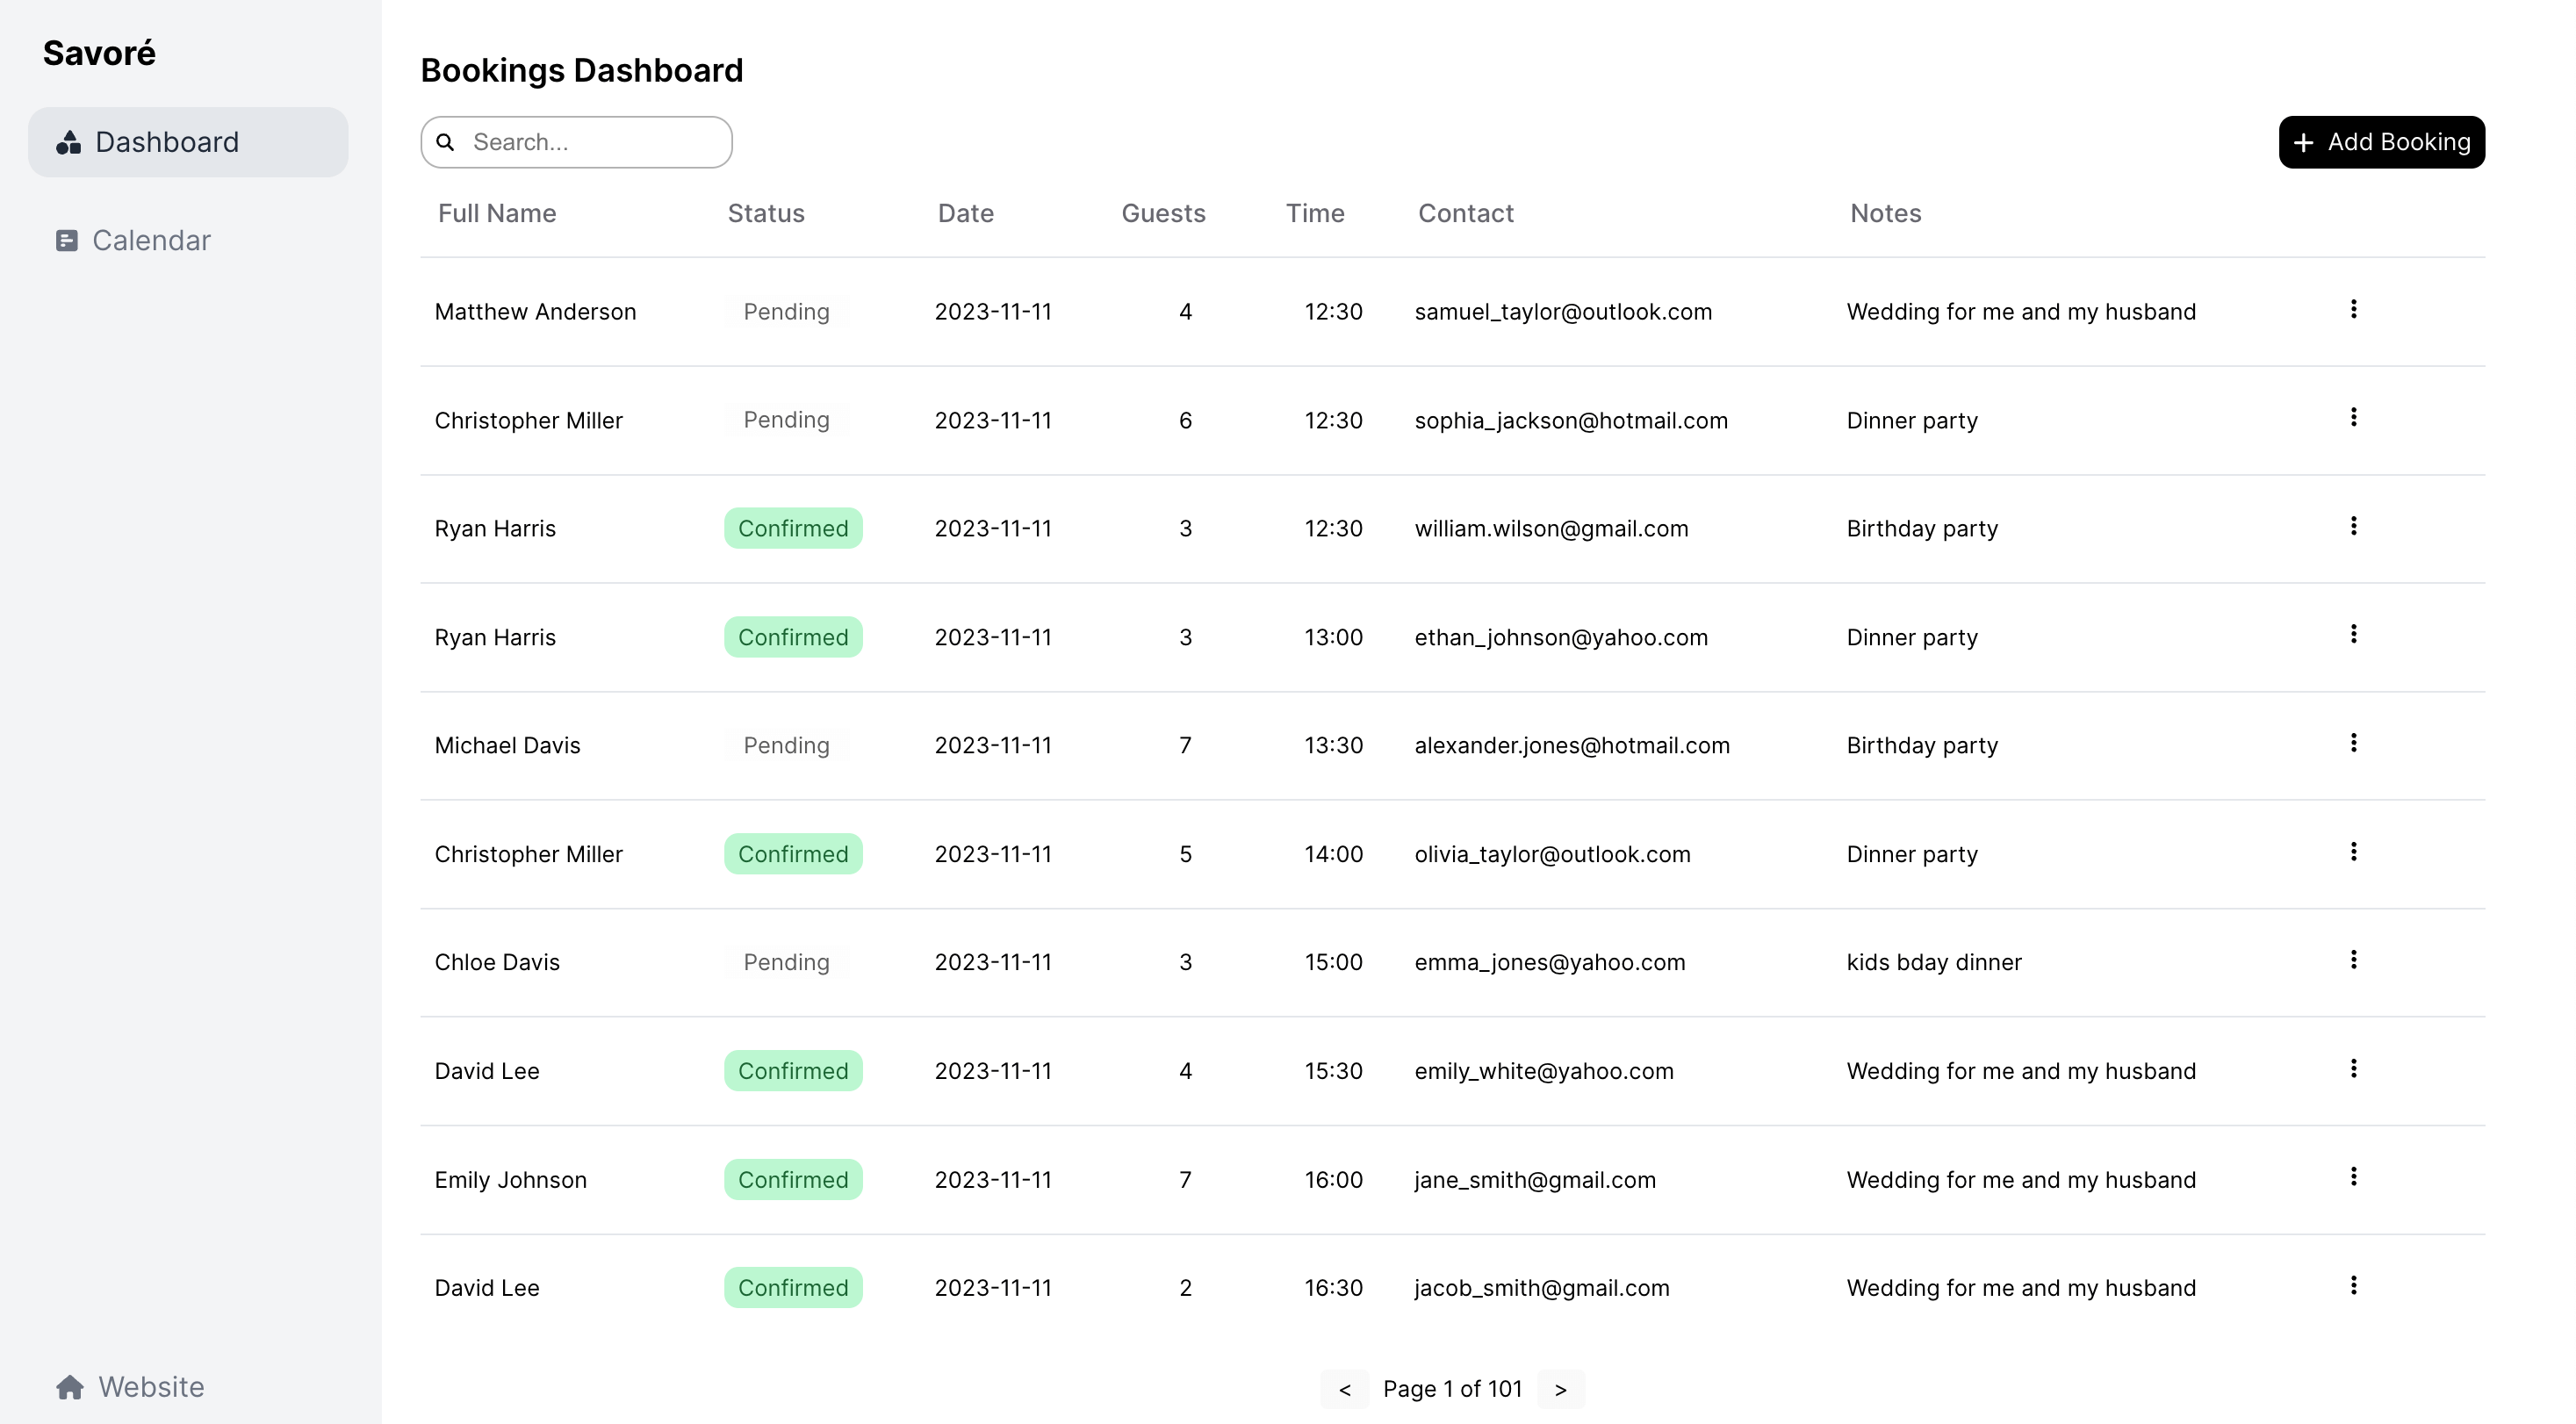 Savoré
Dashboard
Calendar
Website
Bookings Dashboard
Search...
+ Add Booking
Full Name Status Date Guests Time Contact Notes
Matthew Anderson Pending 2023-11-11 4 12:30 samuel_taylor@outlook.com Wedding for me and my husband
Christopher Miller Pending 2023-11-11 6 12:30 sophia_jackson@hotmail.com Dinner party
Ryan Harris Confirmed 2023-11-11 3 12:30 william.wilson@gmail.com Birthday party
Ryan Harris Confirmed 2023-11-11 3 13:00 ethan_johnson@yahoo.com Dinner party
Michael Davis Pending 2023-11-11 7 13:30 alexander.jones@hotmail.com Birthday party
Christopher Miller Confirmed 2023-11-11 5 14:00 olivia_taylor@outlook.com Dinner party
Chloe Davis Pending 2023-11-11 3 15:00 emma_jones@yahoo.com kids bday dinner
David Lee Confirmed 2023-11-11 4 15:30 emily_white@yahoo.com Wedding for me and my husband
Emily Johnson Confirmed 2023-11-11 7 16:00 jane_smith@gmail.com Wedding for me and my husband
David Lee Confirmed 2023-11-11 2 16:30 jacob_smith@gmail.com Wedding for me and my husband
< Page 1 of 101 >